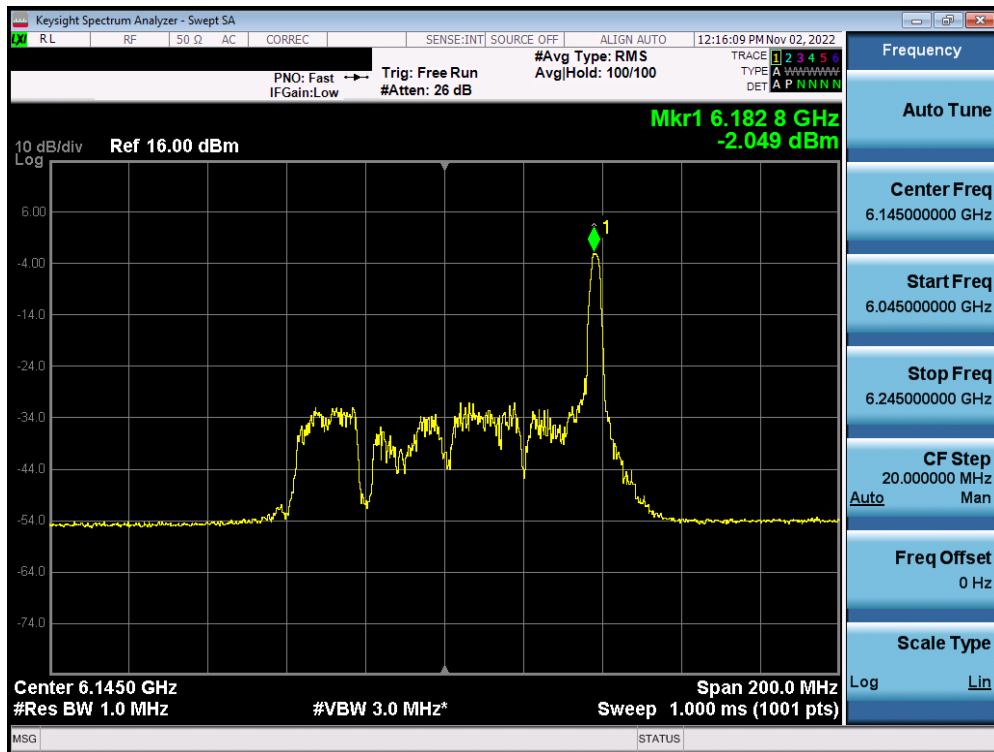 Keysight Spectrum Analyzer - Swept SA
LXI RL RF 50 Ω AC CORREC SENSE:INT SOURCE OFF ALIGN AUTO 12:16:09 PM Nov 02, 2022
PNO: Fast
IFGain:Low
Trig: Free Run
#Atten: 26 dB
#Avg Type: RMS
Avg|Hold: 100/100
TRACE 1 2 3 4 5 6
TYPE A WWWWW
DET A P N N N N
Mkr1 6.182 8 GHz
-2.049 dBm
10 dB/div Ref 16.00 dBm
Log
1
6.00
-4.00
-14.0
-24.0
-34.0
-44.0
-54.0
-64.0
-74.0
Center 6.1450 GHz Span 200.0 MHz
#Res BW 1.0 MHz #VBW 3.0 MHz* Sweep 1.000 ms (1001 pts)
MSG STATUS
Frequency
Auto Tune
Center Freq
6.145000000 GHz
Start Freq
6.045000000 GHz
Stop Freq
6.245000000 GHz
CF Step
20.000000 MHz
Auto Man
Freq Offset
0 Hz
Scale Type
Log Lin